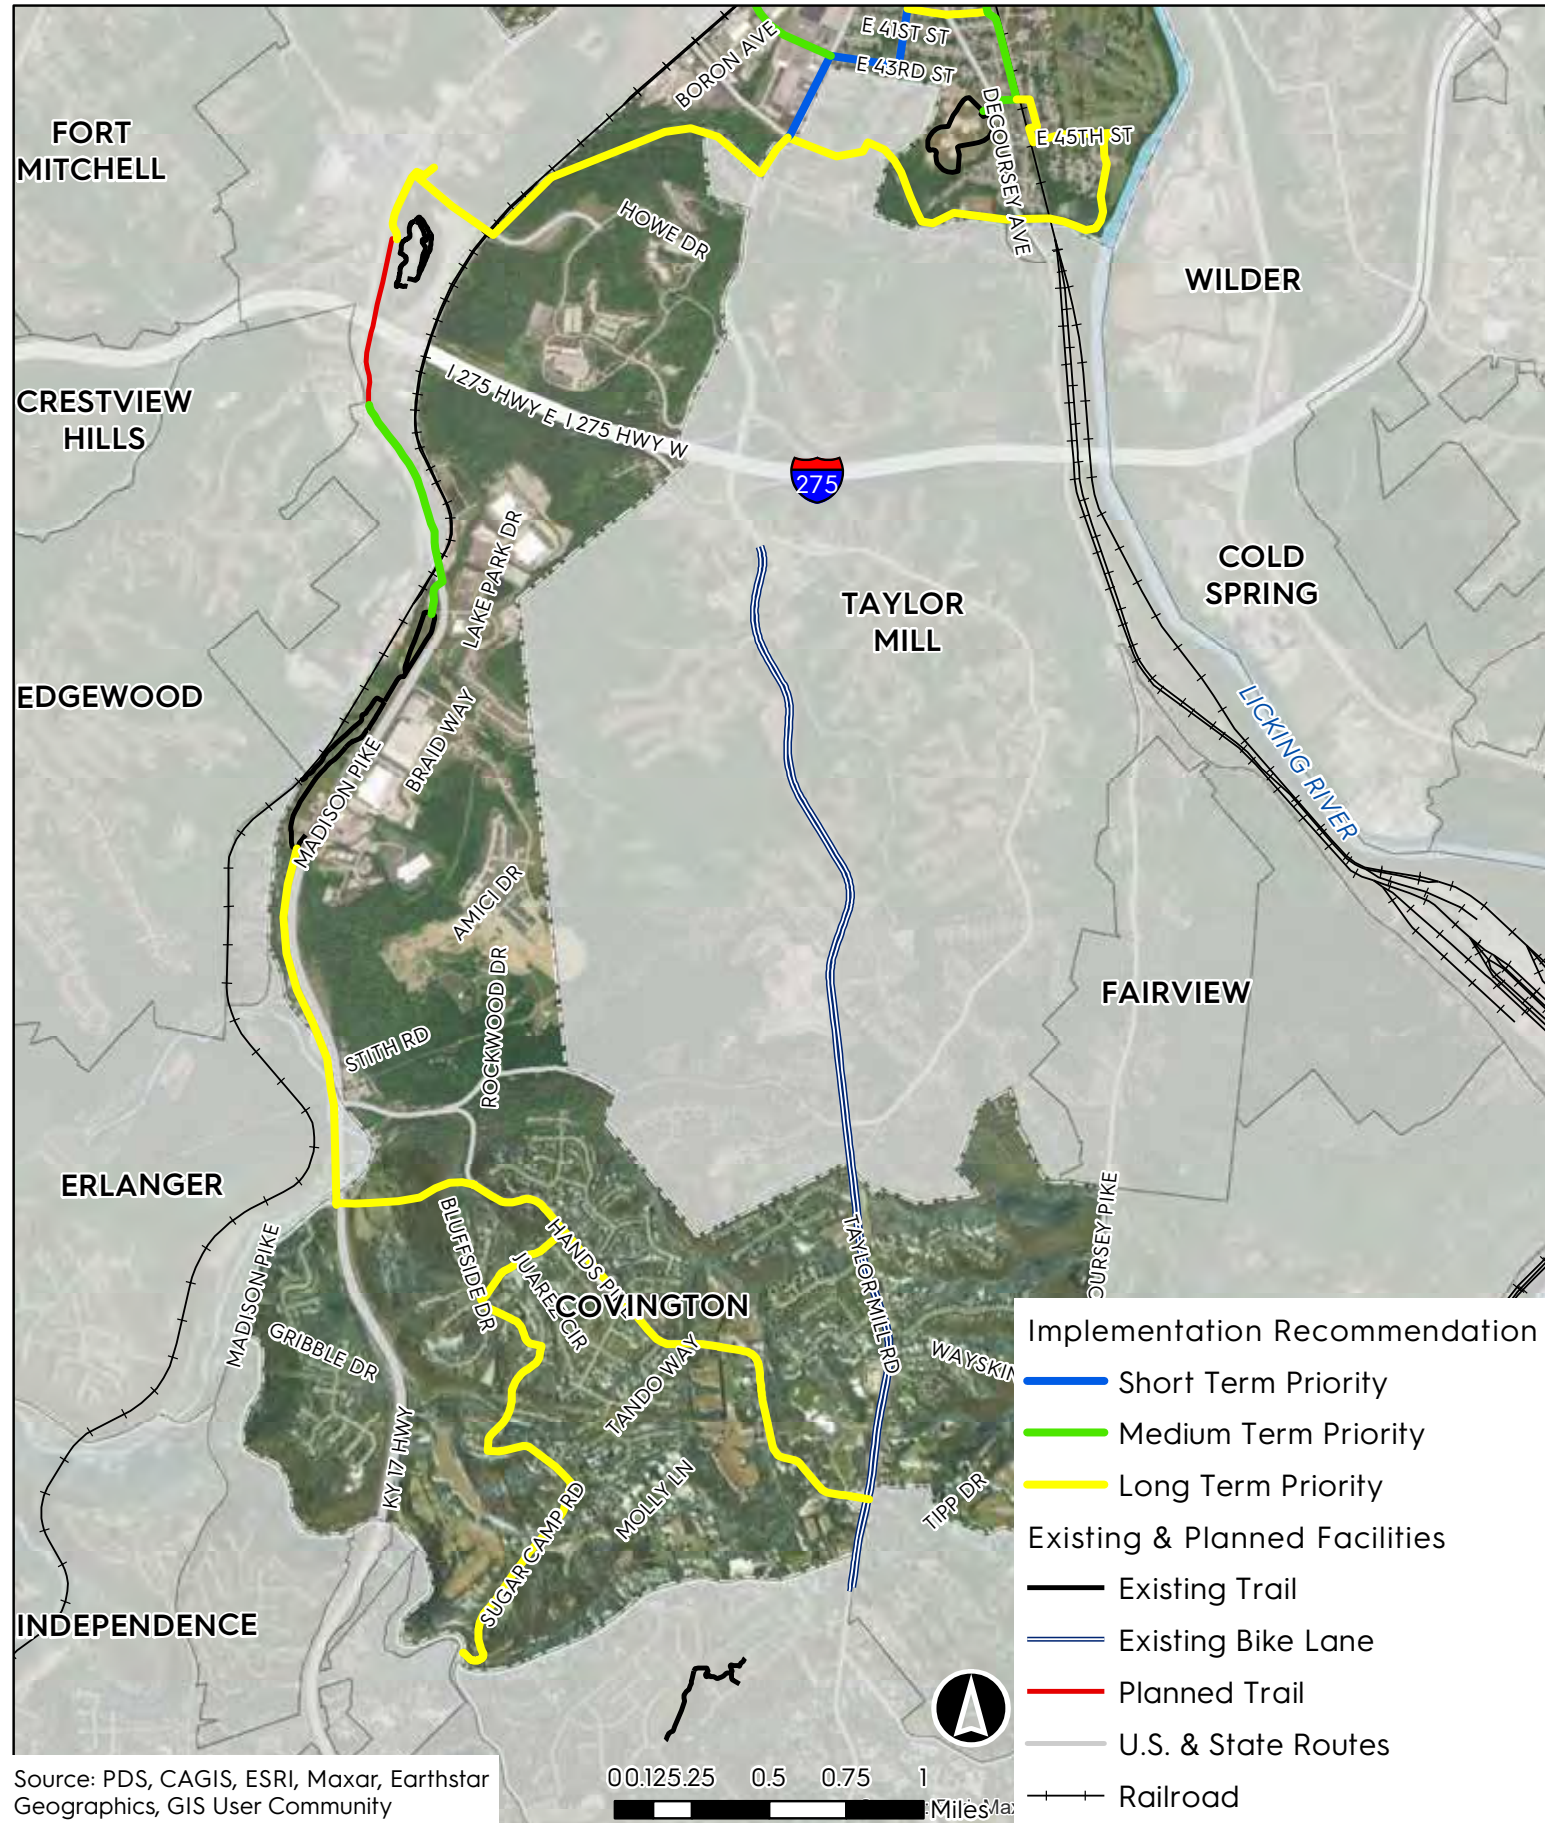 E 41ST ST
BORON AVE
E 43RD ST
FORT
MITCHELL
DECOURSEY AVE
E 45TH ST
HOWE DR
WILDER
I 275 HWY E
I 275 HWY W
CRESTVIEW
HILLS
275
LAKE PARK DR
COLD
SPRING
TAYLOR
MILL
EDGEWOOD
LICKING RIVER
BRAID WAY
MADISON PIKE
AMICI DR
ROCKWOOD DR
FAIRVIEW
STITH RD
ERLANGER
BLUFFSIDE DR
HANDS PIKE
JUAREZ CIR
COVINGTON
TAYLOR MILL RD
OURSEY PIKE
MADISON PIKE
GRIBBLE DR
TANDO WAY
WAYSKIN
KY 17 HWY
MOLLY LN
TIPP DR
SUGAR CAMP RD
INDEPENDENCE
Implementation Recommendation
Short Term Priority
Medium Term Priority
Long Term Priority
Existing & Planned Facilities
Existing Trail
Existing Bike Lane
Planned Trail
U.S. & State Routes
Railroad
Source: PDS, CAGIS, ESRI, Maxar, Earthstar
Geographics, GIS User Community
0 0.125.25 0.5 0.75 1
Miles